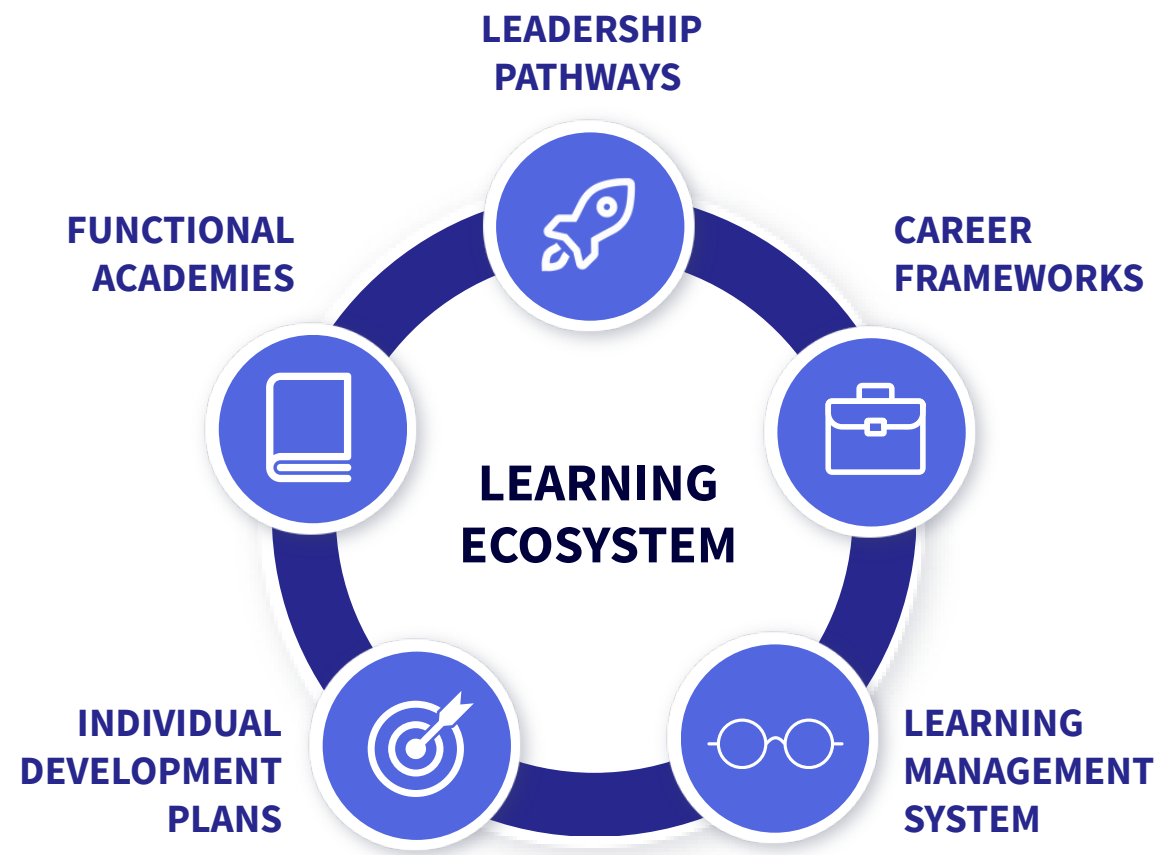 LEADERSHIP
PATHWAYS
FUNCTIONAL
ACADEMIES
CAREER
FRAMEWORKS
LEARNING
ECOSYSTEM
INDIVIDUAL
DEVELOPMENT
PLANS
LEARNING
MANAGEMENT
SYSTEM